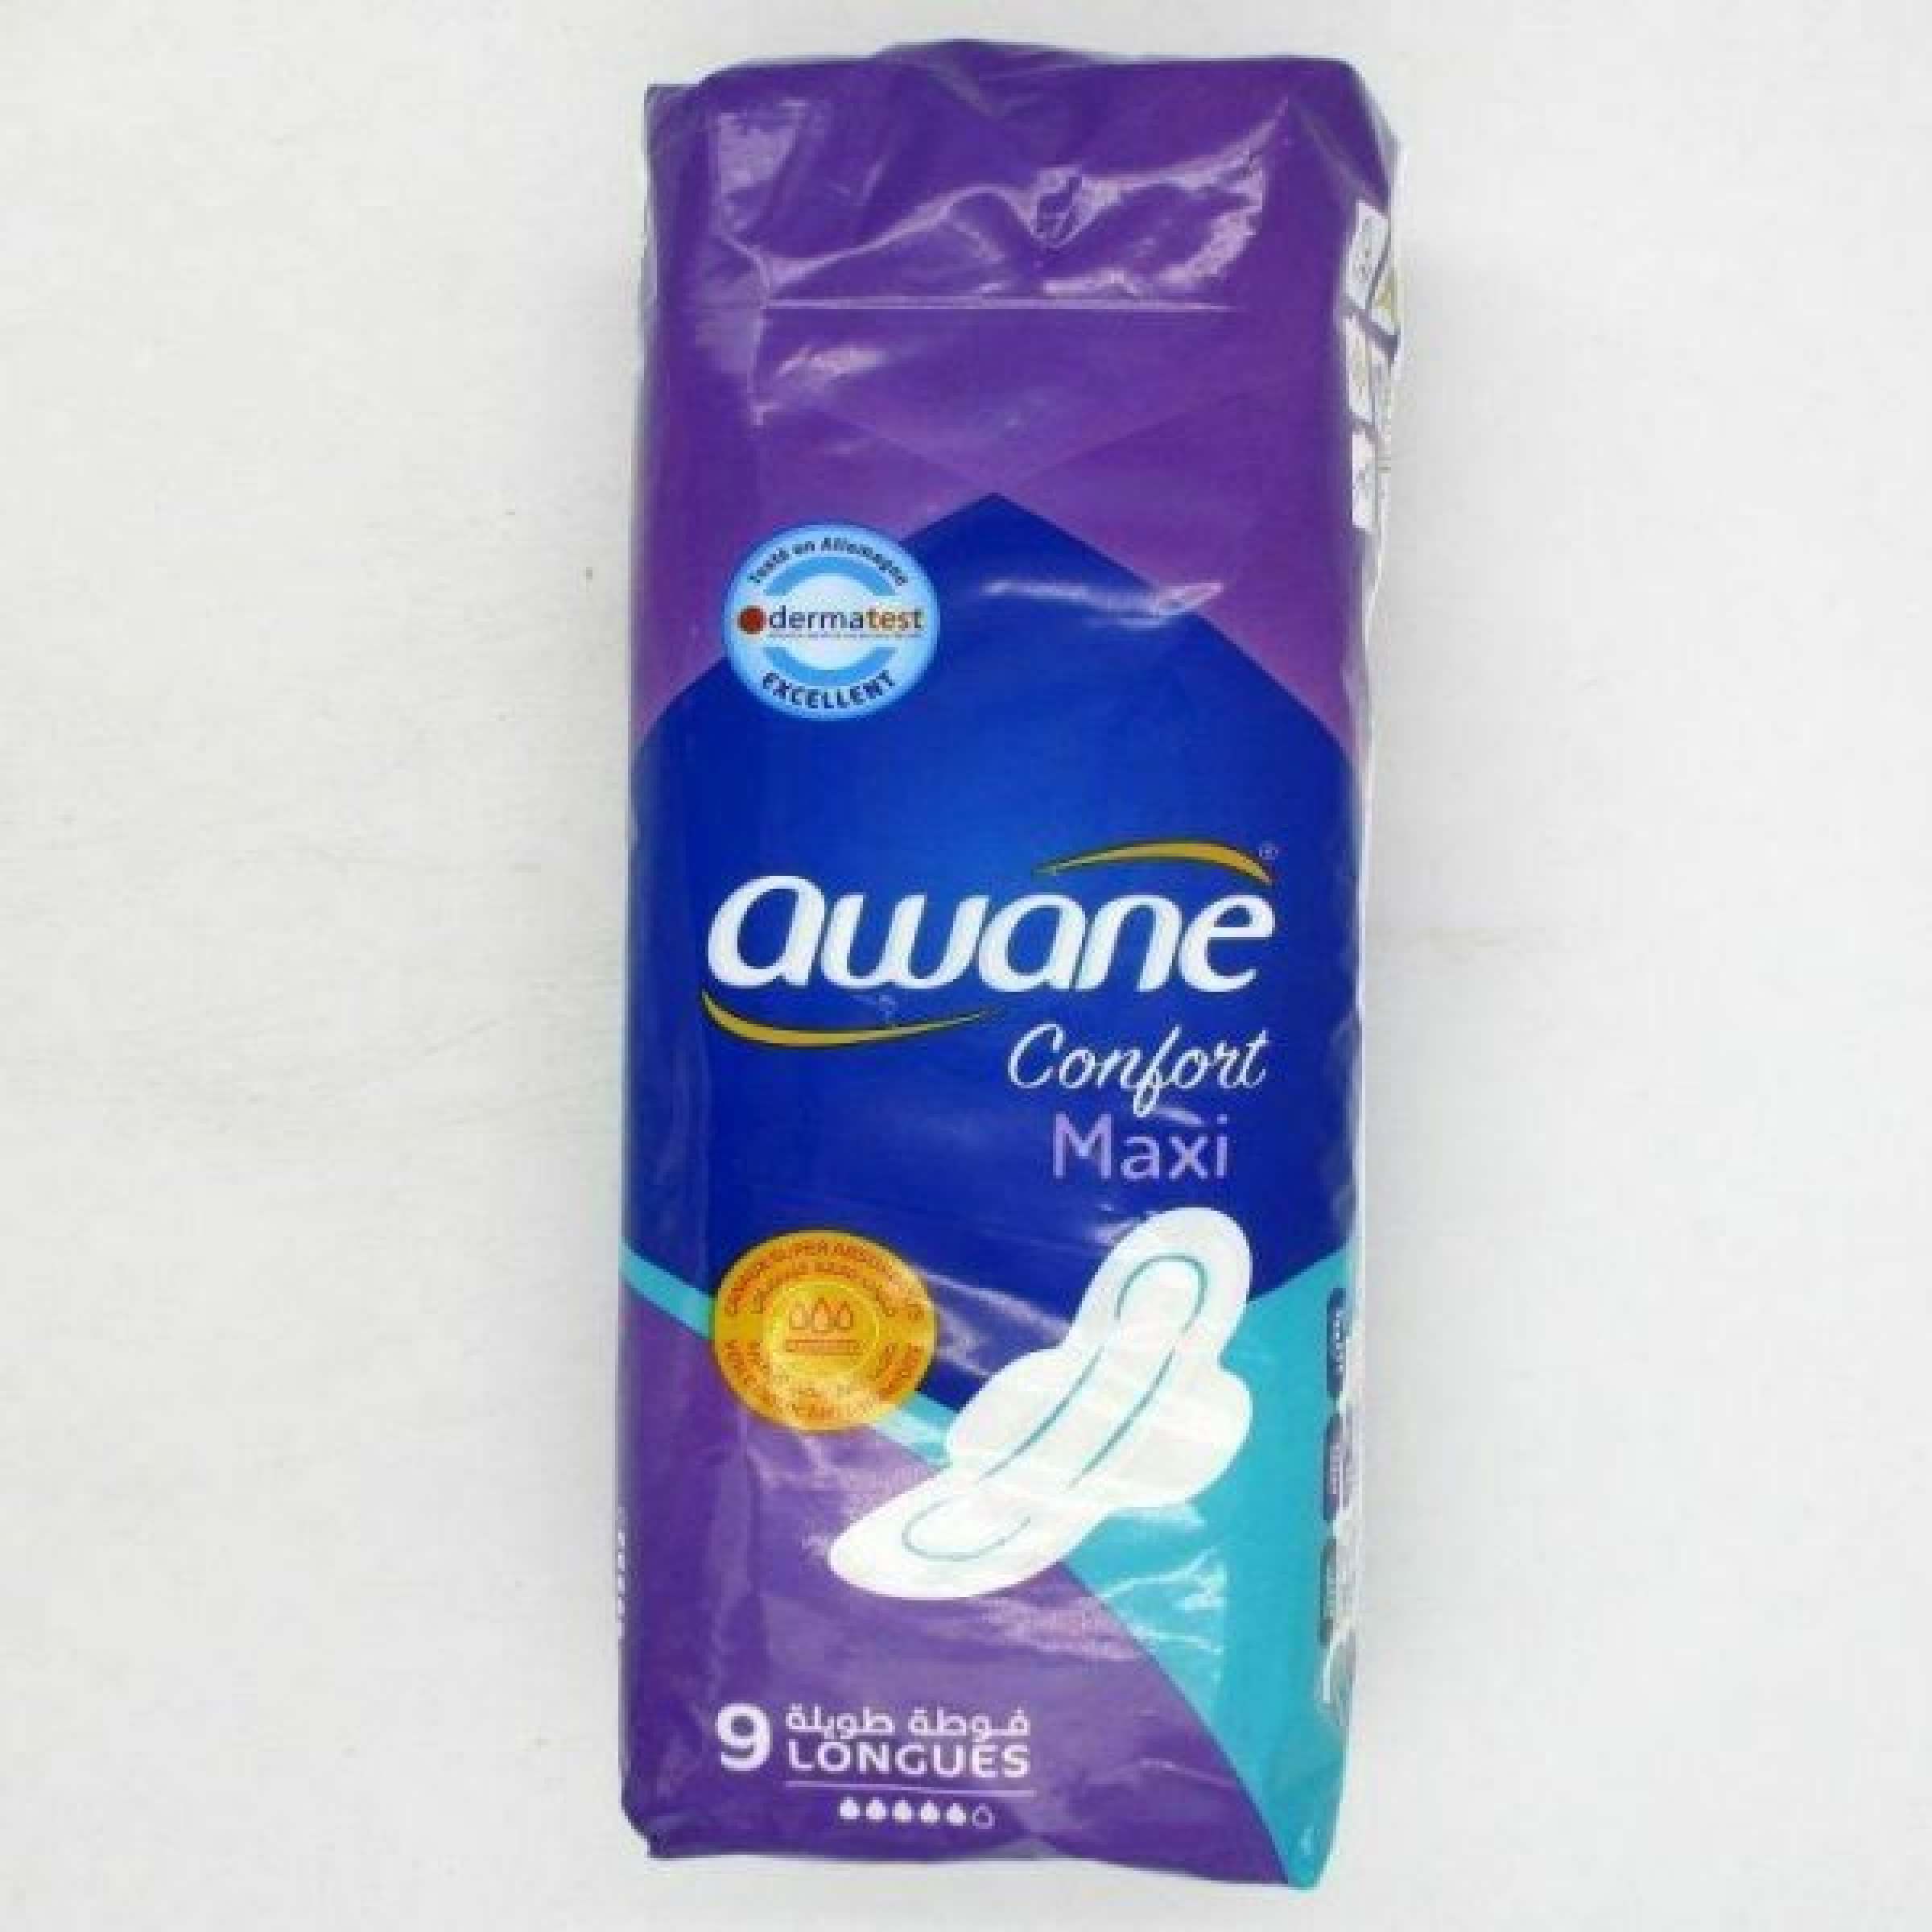 Testé en Allemagne
dermatest
EXCELLENT
awane
Confort
Maxi
9 فوطة طويلة
LONGUES